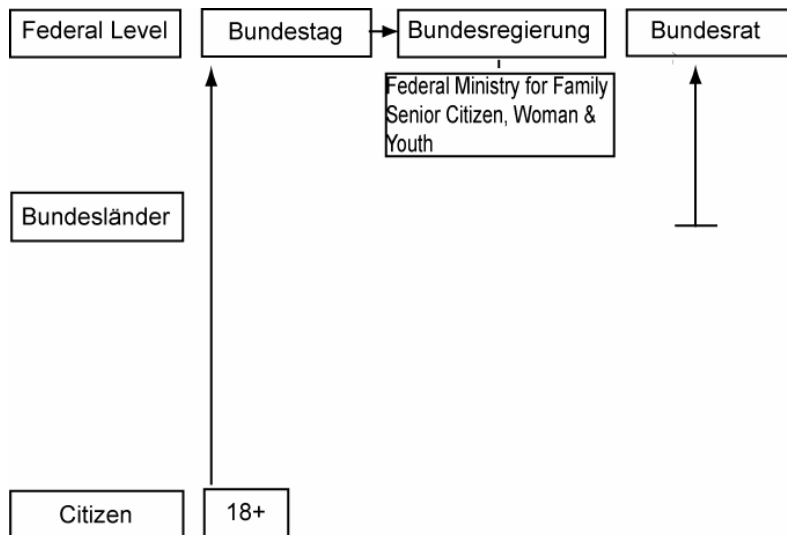 Federal Level
Bundestag
Bundesregierung
Bundesrat
Federal Ministry for Family
Senior Citizen, Woman &
Youth
Bundesländer
Citizen
18+